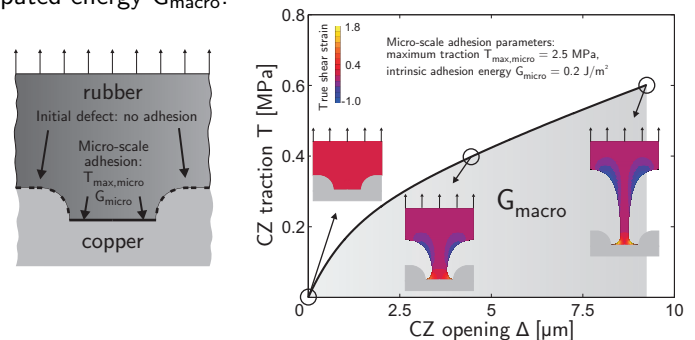 puted energy G_macro.
rubber
Initial defect: no adhesion
Micro-scale
adhesion:
T_max,micro
G_micro
copper
CZ traction T [MPa]
0.8
0.6
0.4
0.2
0
2.5
5
7.5
10
CZ opening Δ [μm]
True shear strain
1.8
0.4
-1.0
Micro-scale adhesion parameters:
maximum traction T_max,micro = 2.5 MPa,
intrinsic adhesion energy G_micro = 0.2 J/m²
G_macro